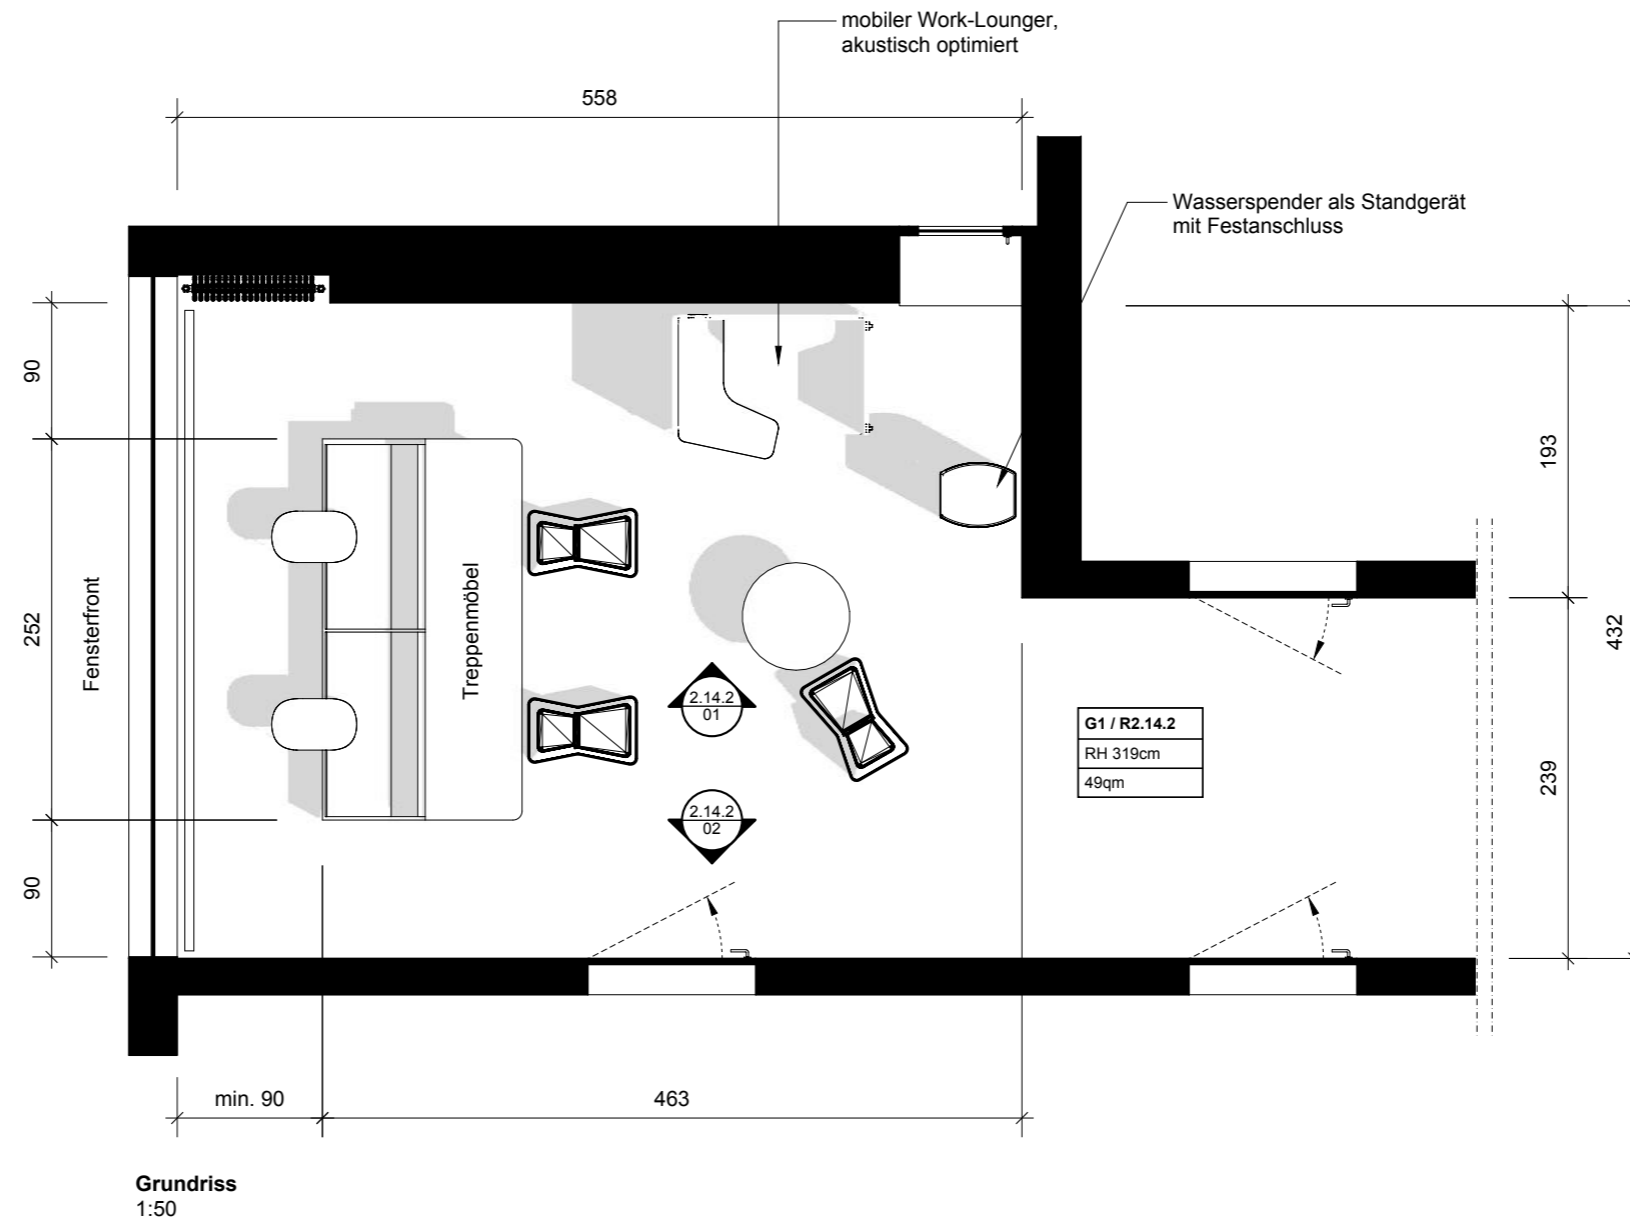 mobiler Work-Lounger,
akustisch optimiert
558
Wasserspender als Standgerät
mit Festanschluss
90
252
90
Fensterfront
Treppenmöbel
2.14.2
01
2.14.2
02
G1 / R2.14.2
RH 319cm
49qm
193
432
239
min. 90
463
Grundriss
1:50